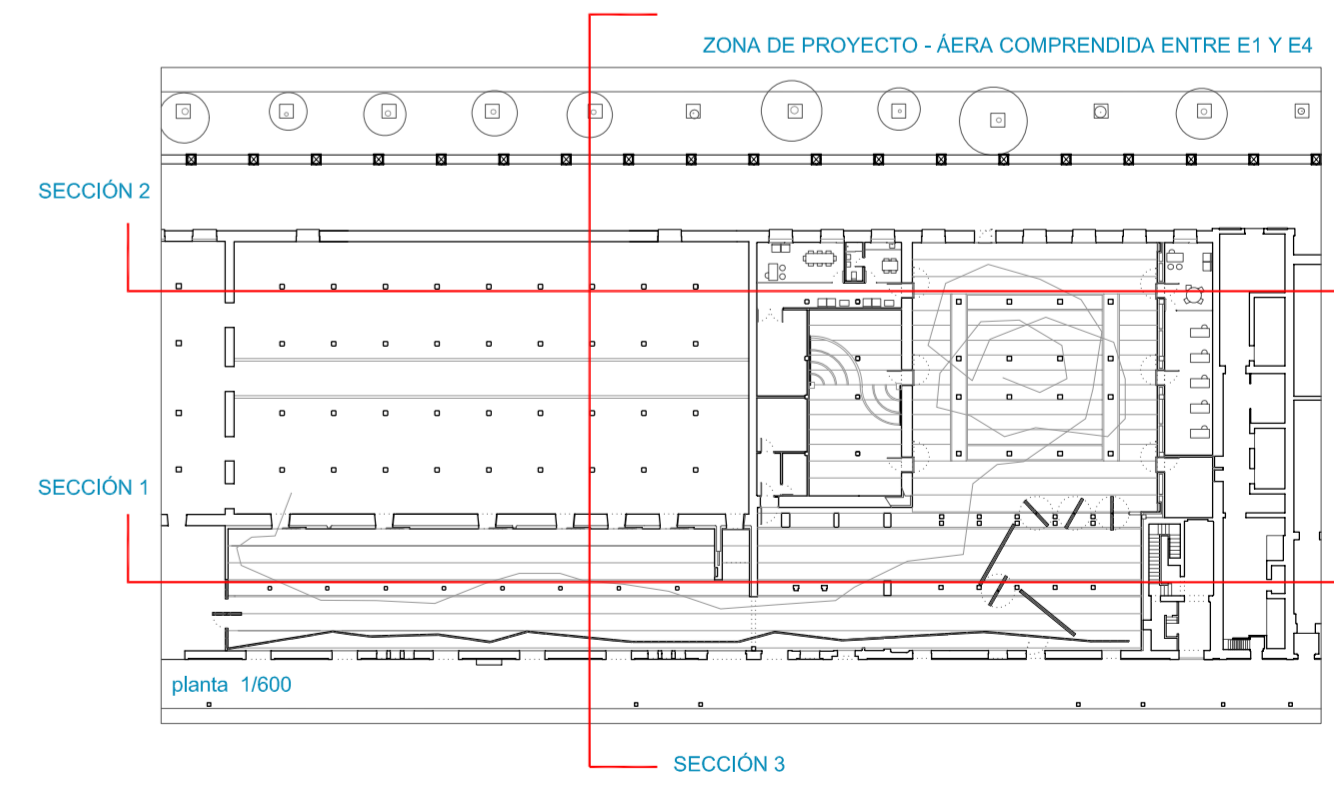 ZONA DE PROYECTO - ÁERA COMPRENDIDA ENTRE E1 Y E4
SECCIÓN 2
SECCIÓN 1
planta 1/600
SECCIÓN 3